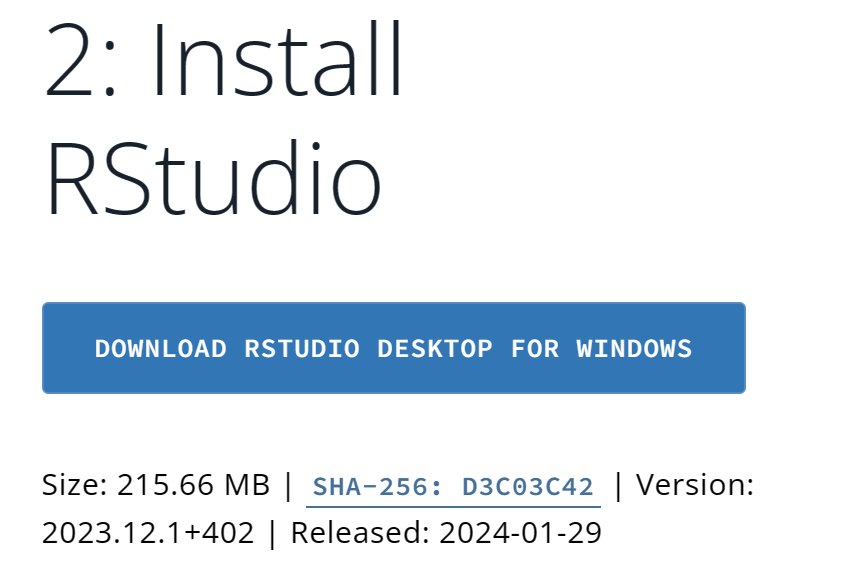 2: Install
RStudio
DOWNLOAD RSTUDIO DESKTOP FOR WINDOWS
Size: 215.66 MB | SHA-256: D3C03C42 | Version:
2023.12.1+402 | Released: 2024-01-29